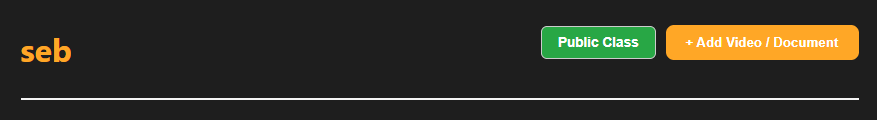 seb
Public Class
+ Add Video / Document